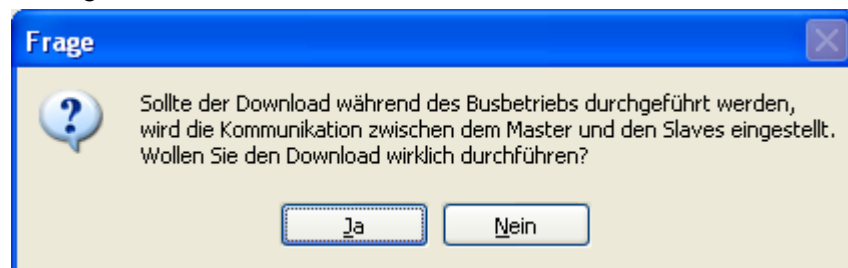 Frage
Sollte der Download während des Busbetriebs durchgeführt werden,
wird die Kommunikation zwischen dem Master und den Slaves eingestellt.
Wollen Sie den Download wirklich durchführen?
Ja
Nein